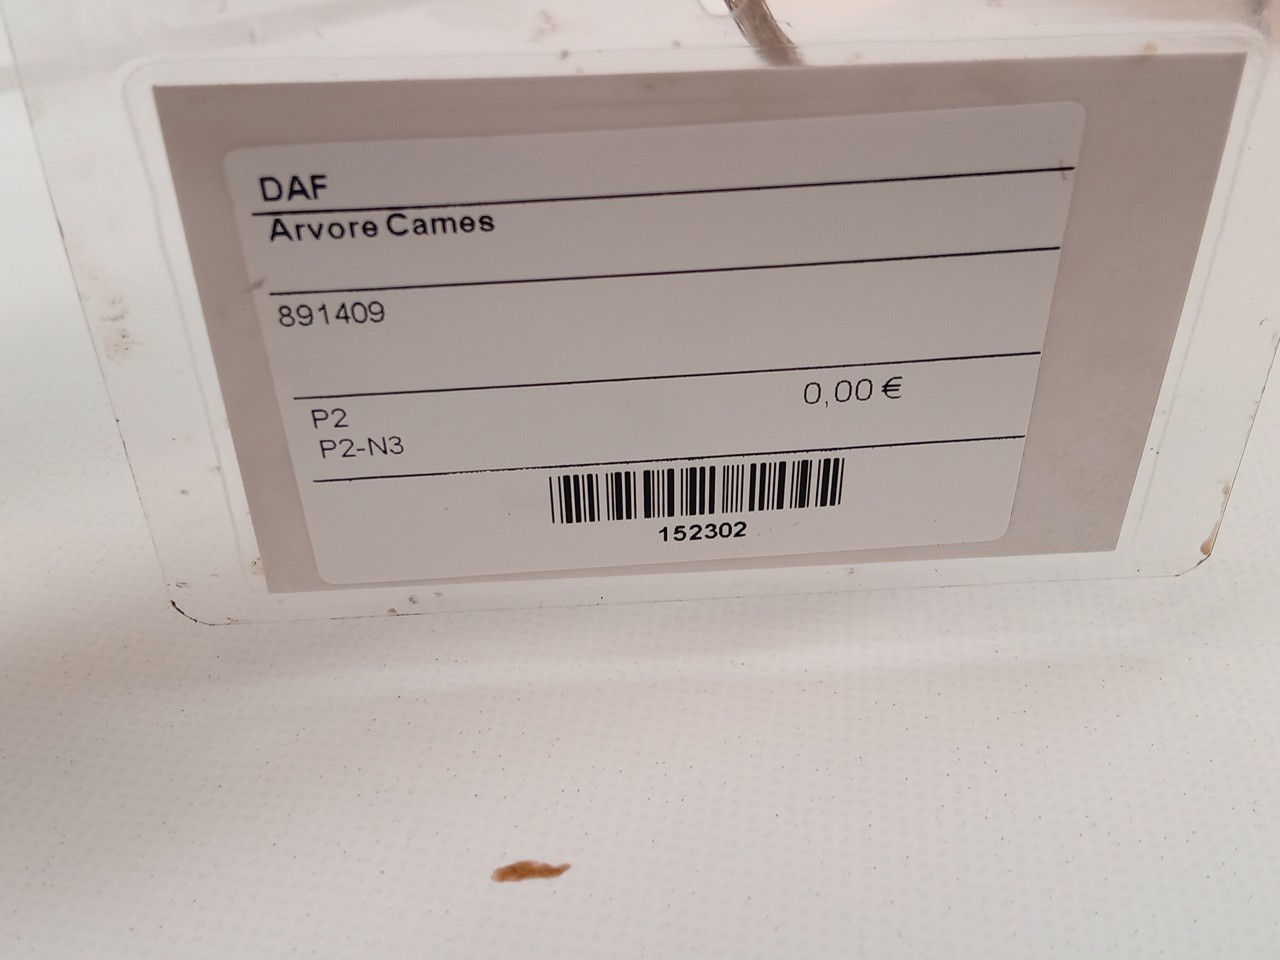 DAF
Arvore Cames
891409
P2
0,00 €
P2-N3
152302